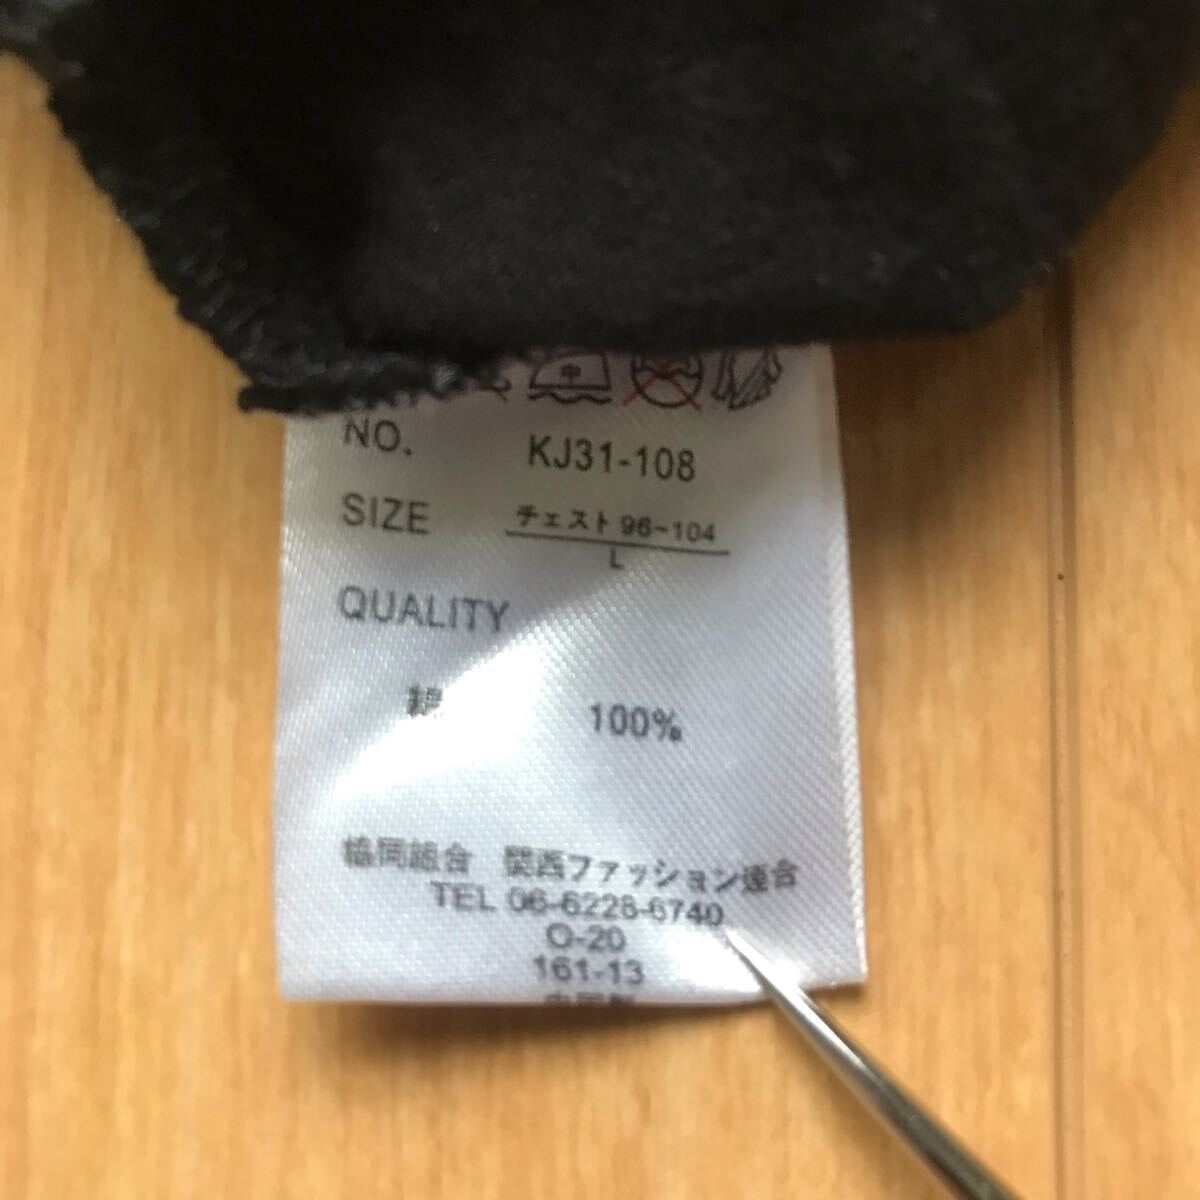 中
NO. KJ31-108
SIZE チェスト 96~104
L
QUALITY
綿 100%
協同組合 関西ファッション連合
TEL 06-6228-6740
O-20
161-13